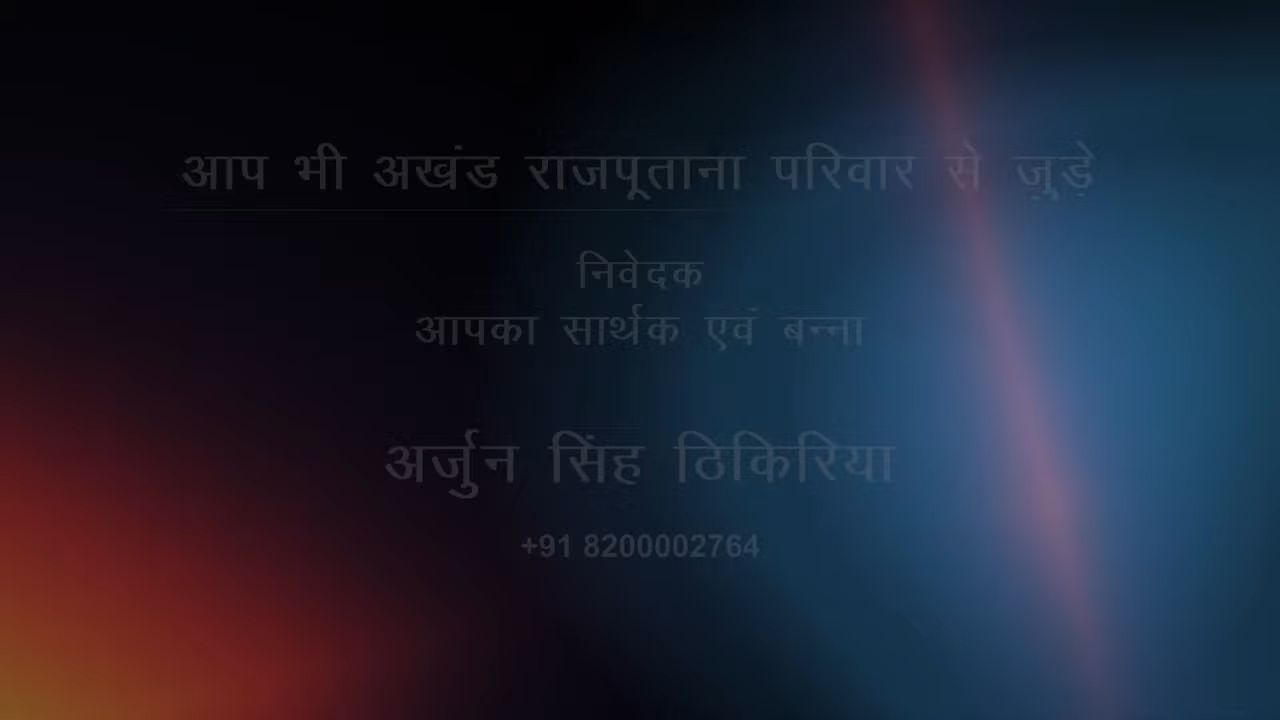 आप भी अखंड राजपूताना परिवार से जुड़े
निवेदक
आपका सार्थक एवं बन्ना
अर्जुन सिंह ठिकिरिया
+91 8200002764